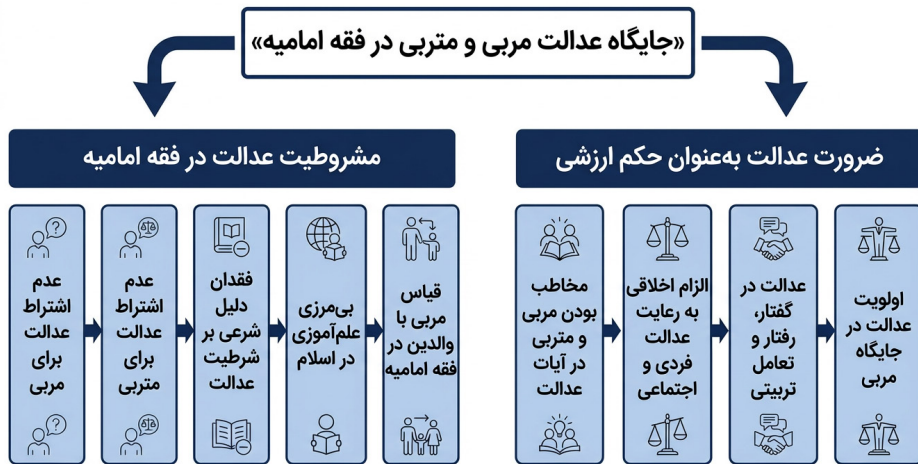 «جایگاه عدالت مربی و متربی در فقه امامیه»
ضرورت عدالت به‌عنوان حکم ارزشی
اولویت
عدالت در
جایگاه
مربی
عدالت در
گفتار،
رفتار و
تعامل
تربیتی
الزام اخلاقی
به رعایت
عدالت
فردی و
اجتماعی
مخاطب
بودن مربی
و متربی
در آیات
عدالت
مشروطیت عدالت در فقه امامیه
قیاس
مربی با
والدین در
فقه امامیه
بی‌مرزی
علم‌آموزی
در اسلام
فقدان
دلیل
شرعی بر
شرطیت
عدالت
عدم
اشتراط
عدالت
برای
متربی
عدم
اشتراط
عدالت
برای
مربی